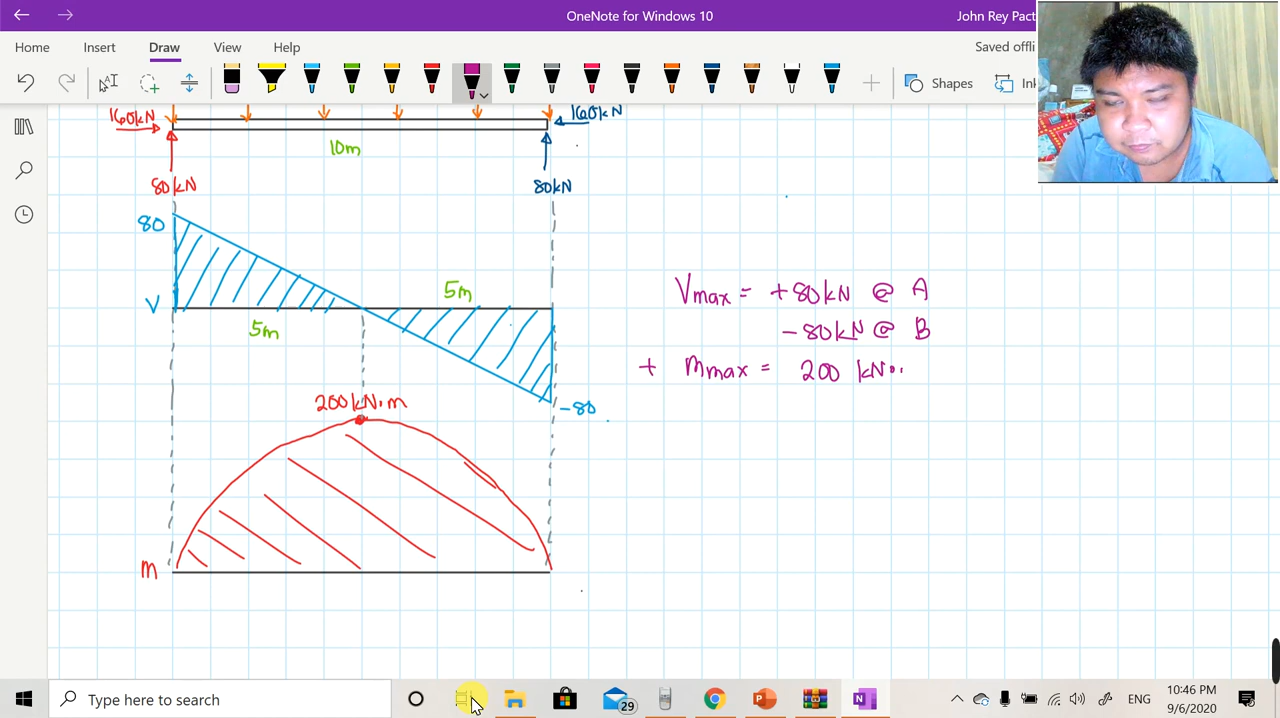 OneNote for Windows 10
John Rey Pact
Home
Insert
Draw
View
Help
Saved offli
Shapes
Ink
160kN
160kN
10m
80kN
80kN
80
V
5m
5m
-80
Vmax = +80kN @ A
-80kN @ B
+ Mmax = 200 kN·
200kN·m
M
Type here to search
29
ENG
10:46 PM
9/6/2020